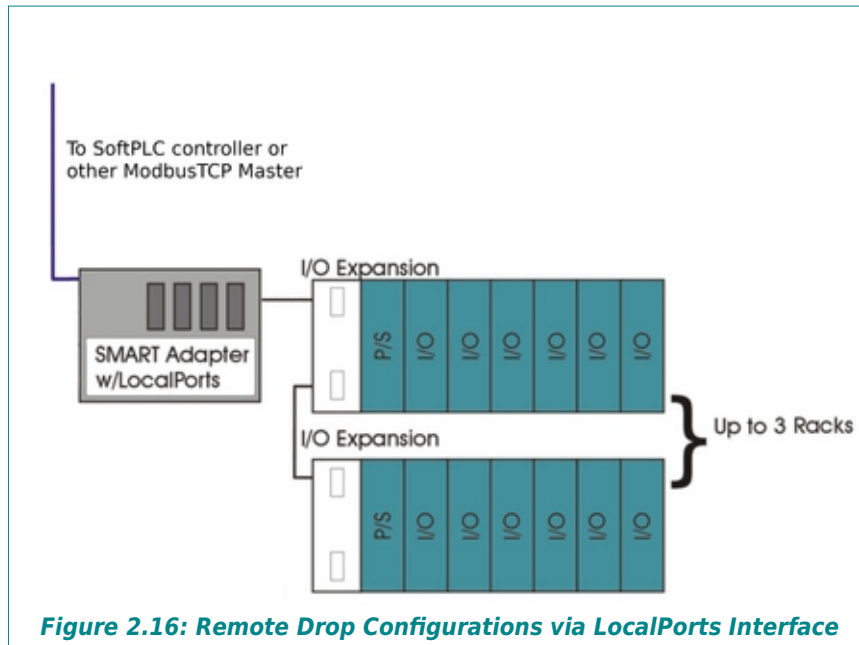 To SoftPLC controller or
other ModbusTCP Master
I/O Expansion
SMART Adapter
w/LocalPorts
P/S
I/O
I/O
I/O
I/O
I/O
I/O
Up to 3 Racks
I/O Expansion
P/S
I/O
I/O
I/O
I/O
I/O
I/O
Figure 2.16: Remote Drop Configurations via LocalPorts Interface